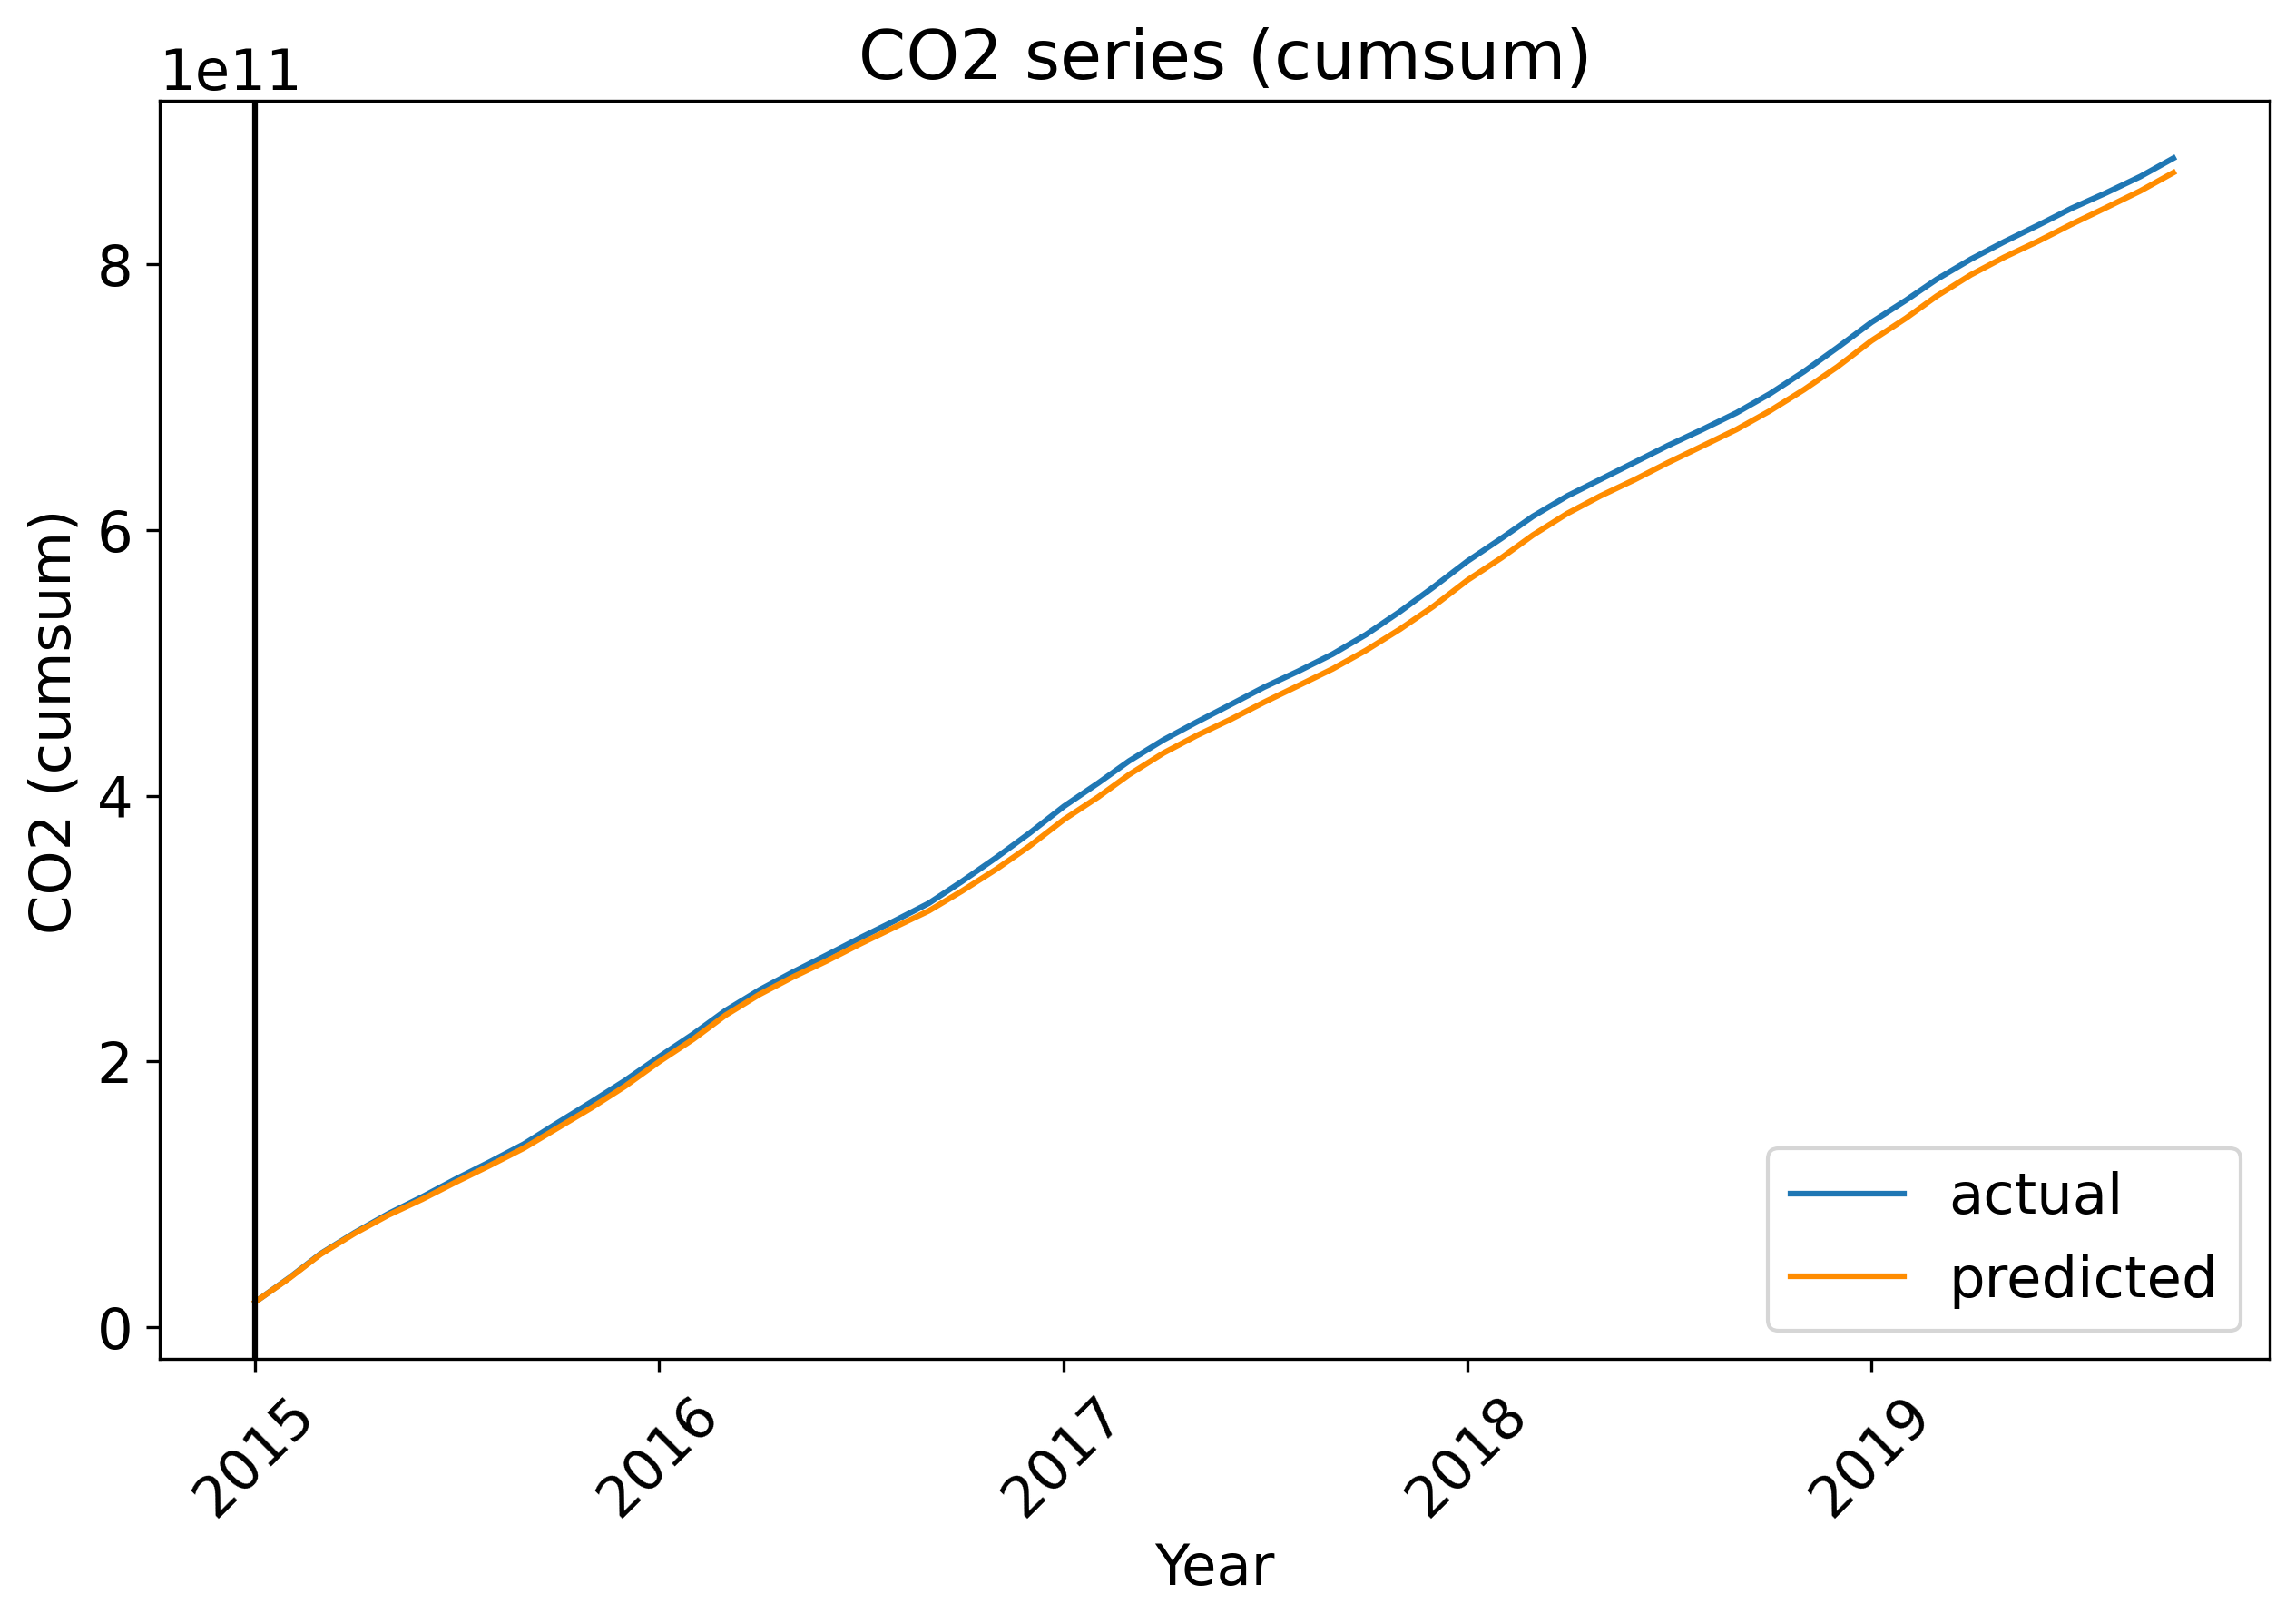 CO2 series (cumsum)
1e11
CO2 (cumsum)
8
6
4
2
0
actual
predicted
2015
2016
2017
2018
2019
Year